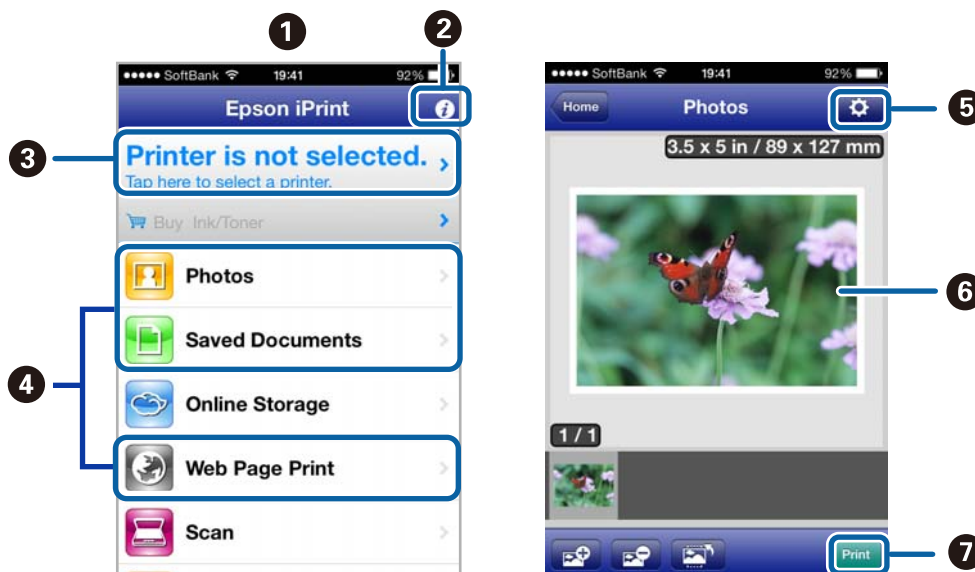 1
2
●●●●● SoftBank 19:41 92%
Epson iPrint
3
Printer is not selected.
Tap here to select a printer.
Buy Ink/Toner
Photos
Saved Documents
4
Online Storage
Web Page Print
Scan
●●●●● SoftBank 19:41 92%
Home Photos
5
3.5 x 5 in / 89 x 127 mm
6
1 / 1
Print
7